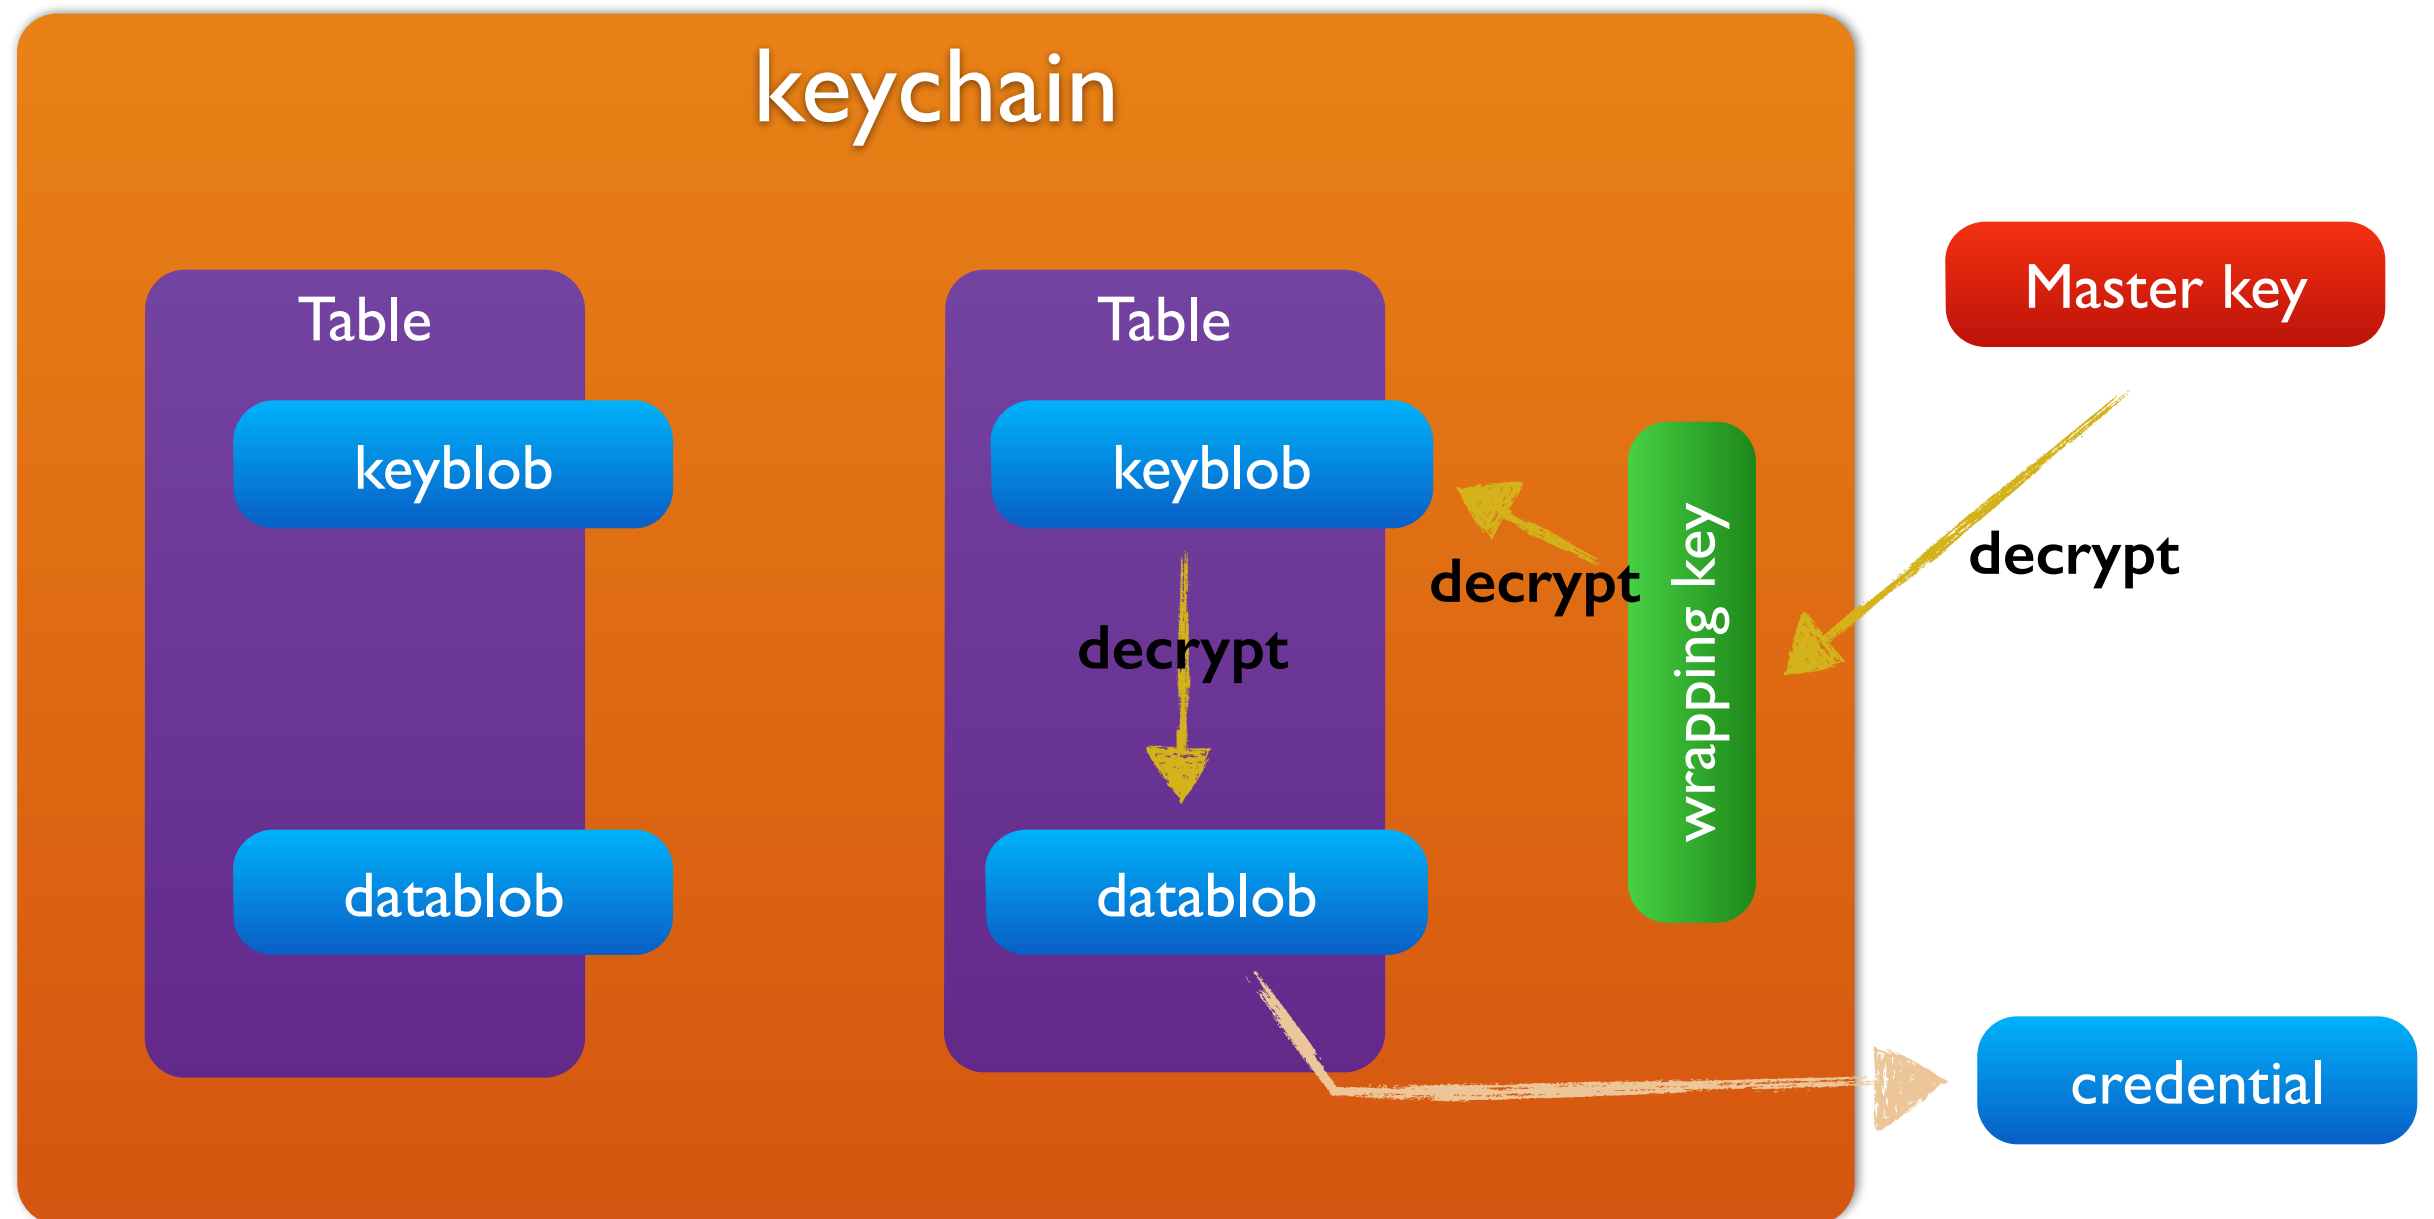 keychain
Table
Table
Master key
keyblob
keyblob
decrypt
decrypt
decrypt
wrapping key
datablob
datablob
credential